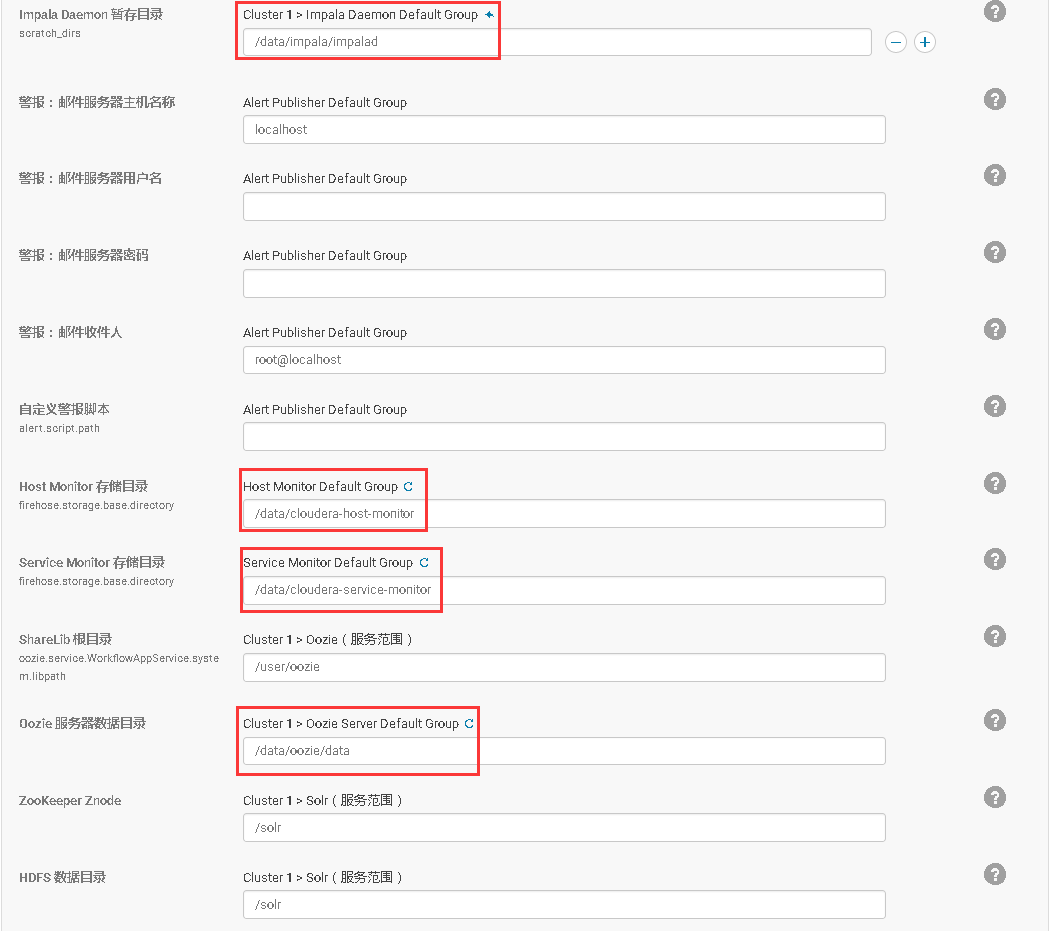 Impala Daemon 暂存目录
Cluster 1 > Impala Daemon Default Group
scratch_dirs
/data/impala/impalad
警报：邮件服务器主机名称
Alert Publisher Default Group
localhost
警报：邮件服务器用户名
Alert Publisher Default Group
警报：邮件服务器密码
Alert Publisher Default Group
警报：邮件收件人
Alert Publisher Default Group
root@localhost
自定义警报脚本
Alert Publisher Default Group
alert.script.path
Host Monitor 存储目录
Host Monitor Default Group
firehose.storage.base.directory
/data/cloudera-host-monitor
Service Monitor 存储目录
Service Monitor Default Group
firehose.storage.base.directory
/data/cloudera-service-monitor
ShareLib 根目录
Cluster 1 > Oozie（服务范围）
oozie.service.WorkflowAppService.syste
m.libpath
/user/oozie
Oozie 服务器数据目录
Cluster 1 > Oozie Server Default Group
/data/oozie/data
ZooKeeper Znode
Cluster 1 > Solr（服务范围）
/solr
HDFS 数据目录
Cluster 1 > Solr（服务范围）
/solr